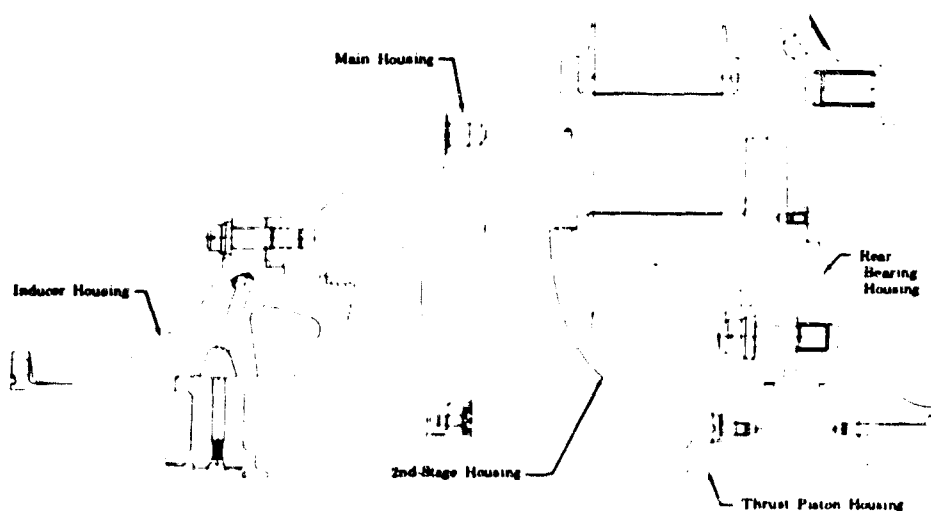 Main Housing
Rear
Bearing
Housing
Inducer Housing
2nd-Stage Housing
Thrust Piston Housing